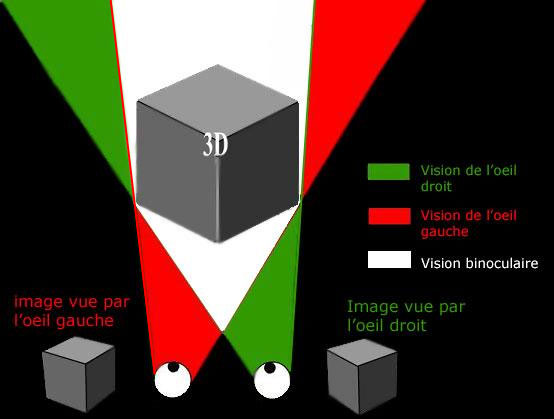 3D
Vision de l'oeil
droit
Vision de l'oeil
gauche
Vision binoculaire
image vue par
l'oeil gauche
Image vue par
l'oeil droit